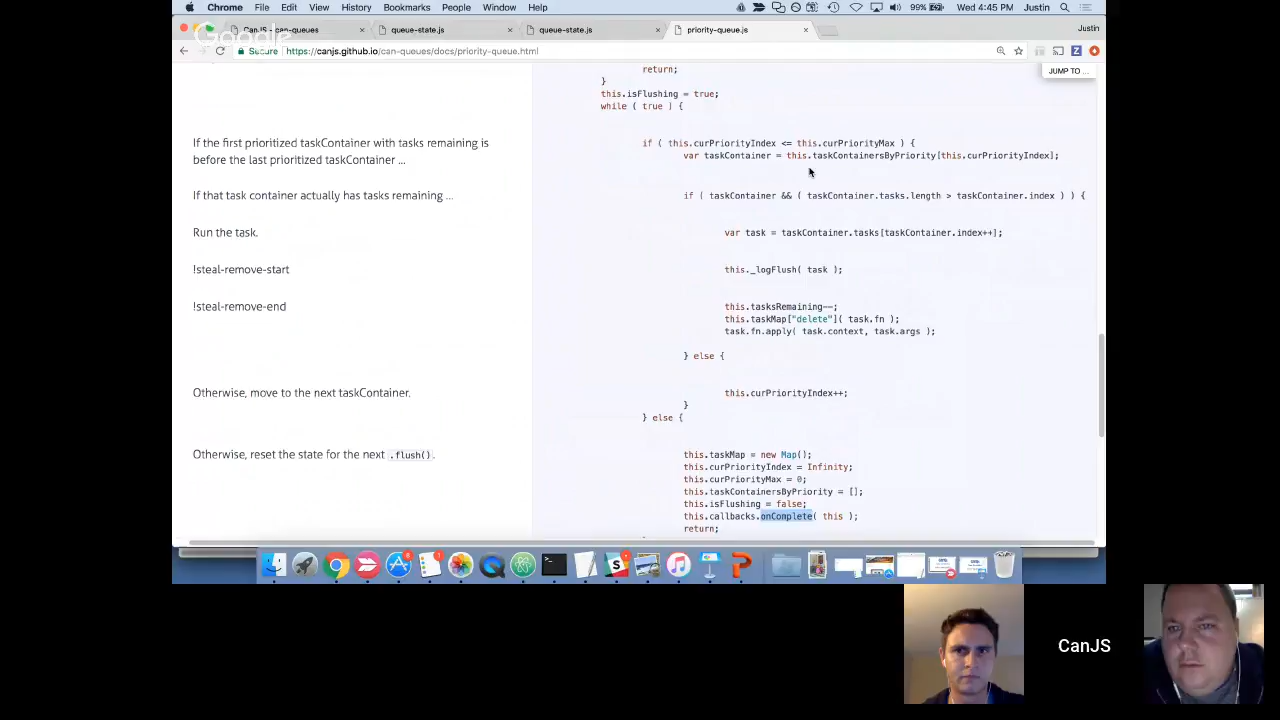 Chrome File Edit View History Bookmarks People Window Help
99% Wed 4:45 PM Justin
CanJS - can-queues
queue-state.js
queue-state.js
priority-queue.js
Justin
Google
Secure https://canjs.github.io/can-queues/docs/priority-queue.html
JUMP TO ...
return;
}
this.isFlushing = true;
while ( true ) {
If the first prioritized taskContainer with tasks remaining is
before the last prioritized taskContainer ...
if ( this.curPriorityIndex <= this.curPriorityMax ) {
var taskContainer = this.taskContainersByPriority[this.curPriorityIndex];
If that task container actually has tasks remaining ...
if ( taskContainer && ( taskContainer.tasks.length > taskContainer.index ) ) {
Run the task.
var task = taskContainer.tasks[taskContainer.index++];
!steal-remove-start
this._logFlush( task );
!steal-remove-end
this.tasksRemaining--;
this.taskMap["delete"]( task.fn );
task.fn.apply( task.context, task.args );
} else {
Otherwise, move to the next taskContainer.
this.curPriorityIndex++;
}
} else {
Otherwise, reset the state for the next .flush().
this.taskMap = new Map();
this.curPriorityIndex = Infinity;
this.curPriorityMax = 0;
this.taskContainersByPriority = [];
this.isFlushing = false;
this.callbacks.onComplete( this );
return;
CanJS